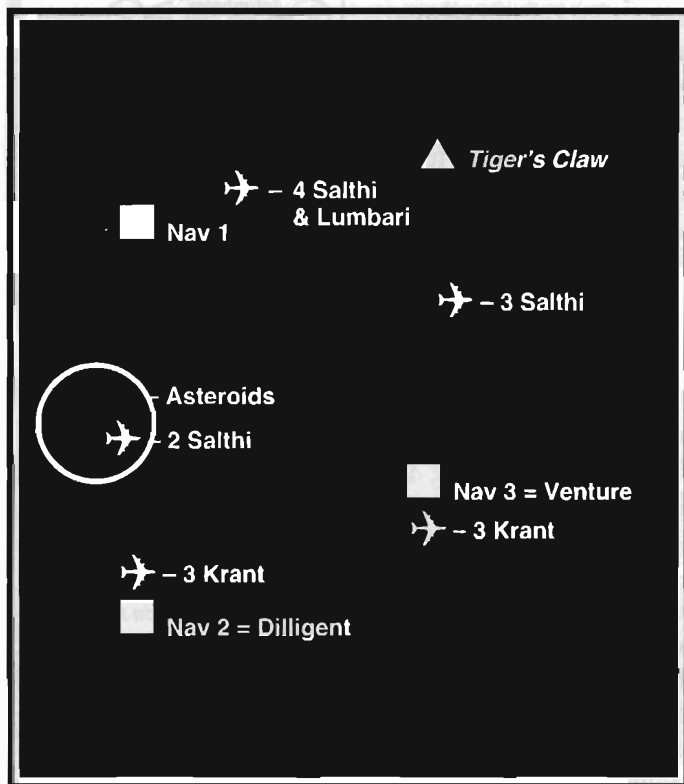 Tiger's Claw
– 4 Salthi
& Lumbari
Nav 1
– 3 Salthi
– Asteroids
– 2 Salthi
Nav 3 = Venture
– 3 Krant
– 3 Krant
Nav 2 = Dilligent